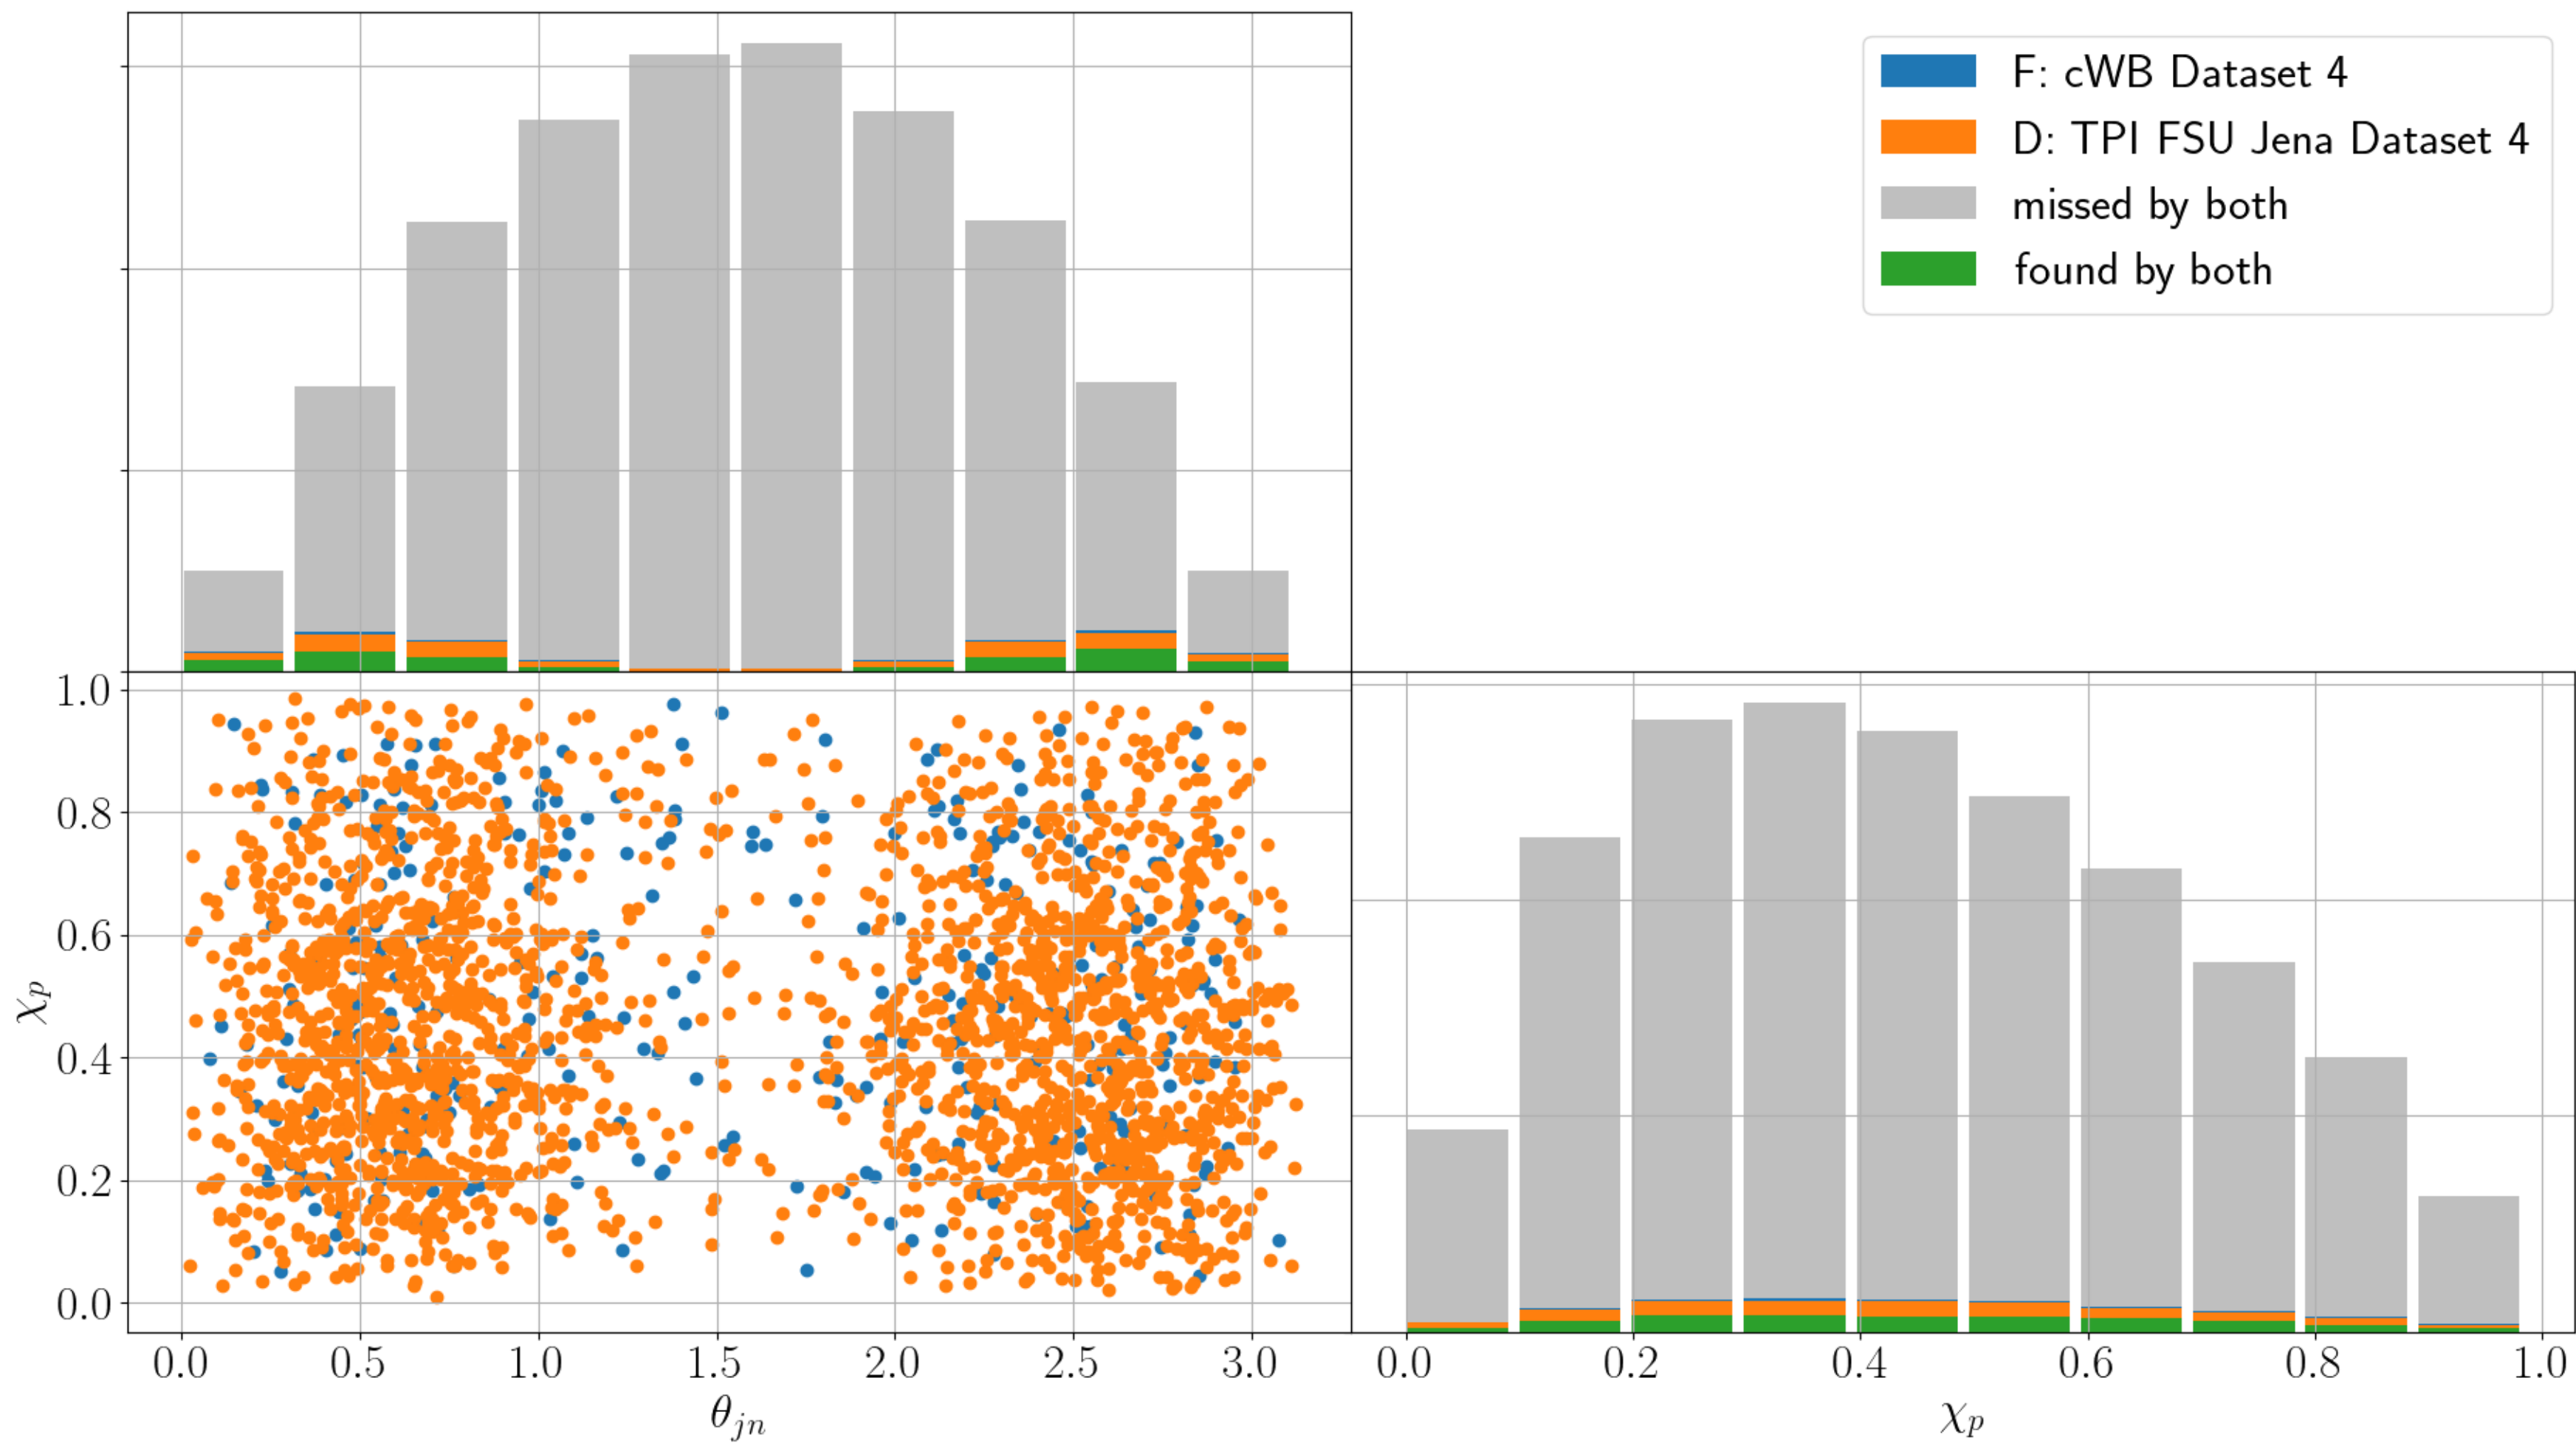 F: cWB Dataset 4
D: TPI FSU Jena Dataset 4
missed by both
found by both
1.0
0.8
0.6
0.4
0.2
0.0
χp
0.0 0.5 1.0 1.5 2.0 2.5 3.0
θjn
0.0 0.2 0.4 0.6 0.8 1.0
χp